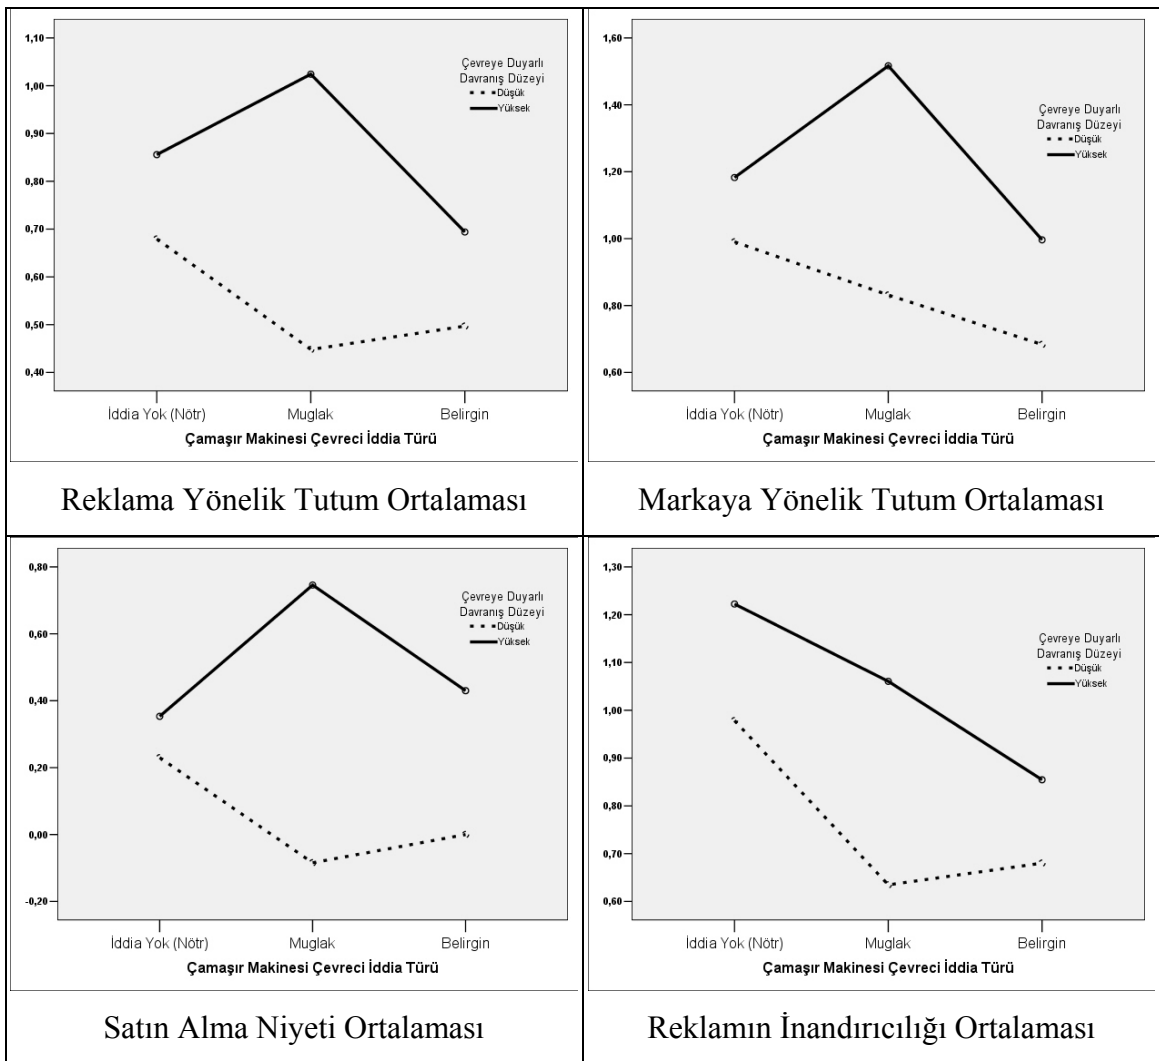 1,10
1,00
0,90
0,80
0,70
0,60
0,50
0,40
Çevreye Duyarlı
Davranış Düzeyi
Düşük
Yüksek
İddia Yok (Nötr) Muglak Belirgin
Çamaşır Makinesi Çevreci İddia Türü
Reklama Yönelik Tutum Ortalaması
1,60
1,40
1,20
1,00
0,80
0,60
Çevreye Duyarlı
Davranış Düzeyi
Düşük
Yüksek
İddia Yok (Nötr) Muglak Belirgin
Çamaşır Makinesi Çevreci İddia Türü
Markaya Yönelik Tutum Ortalaması
0,80
0,60
0,40
0,20
0,00
-0,20
Çevreye Duyarlı
Davranış Düzeyi
Düşük
Yüksek
İddia Yok (Nötr) Muglak Belirgin
Çamaşır Makinesi Çevreci İddia Türü
Satın Alma Niyeti Ortalaması
1,30
1,20
1,10
1,00
0,90
0,80
0,70
0,60
Çevreye Duyarlı
Davranış Düzeyi
Düşük
Yüksek
İddia Yok (Nötr) Muglak Belirgin
Çamaşır Makinesi Çevreci İddia Türü
Reklamın İnandırıcılığı Ortalaması